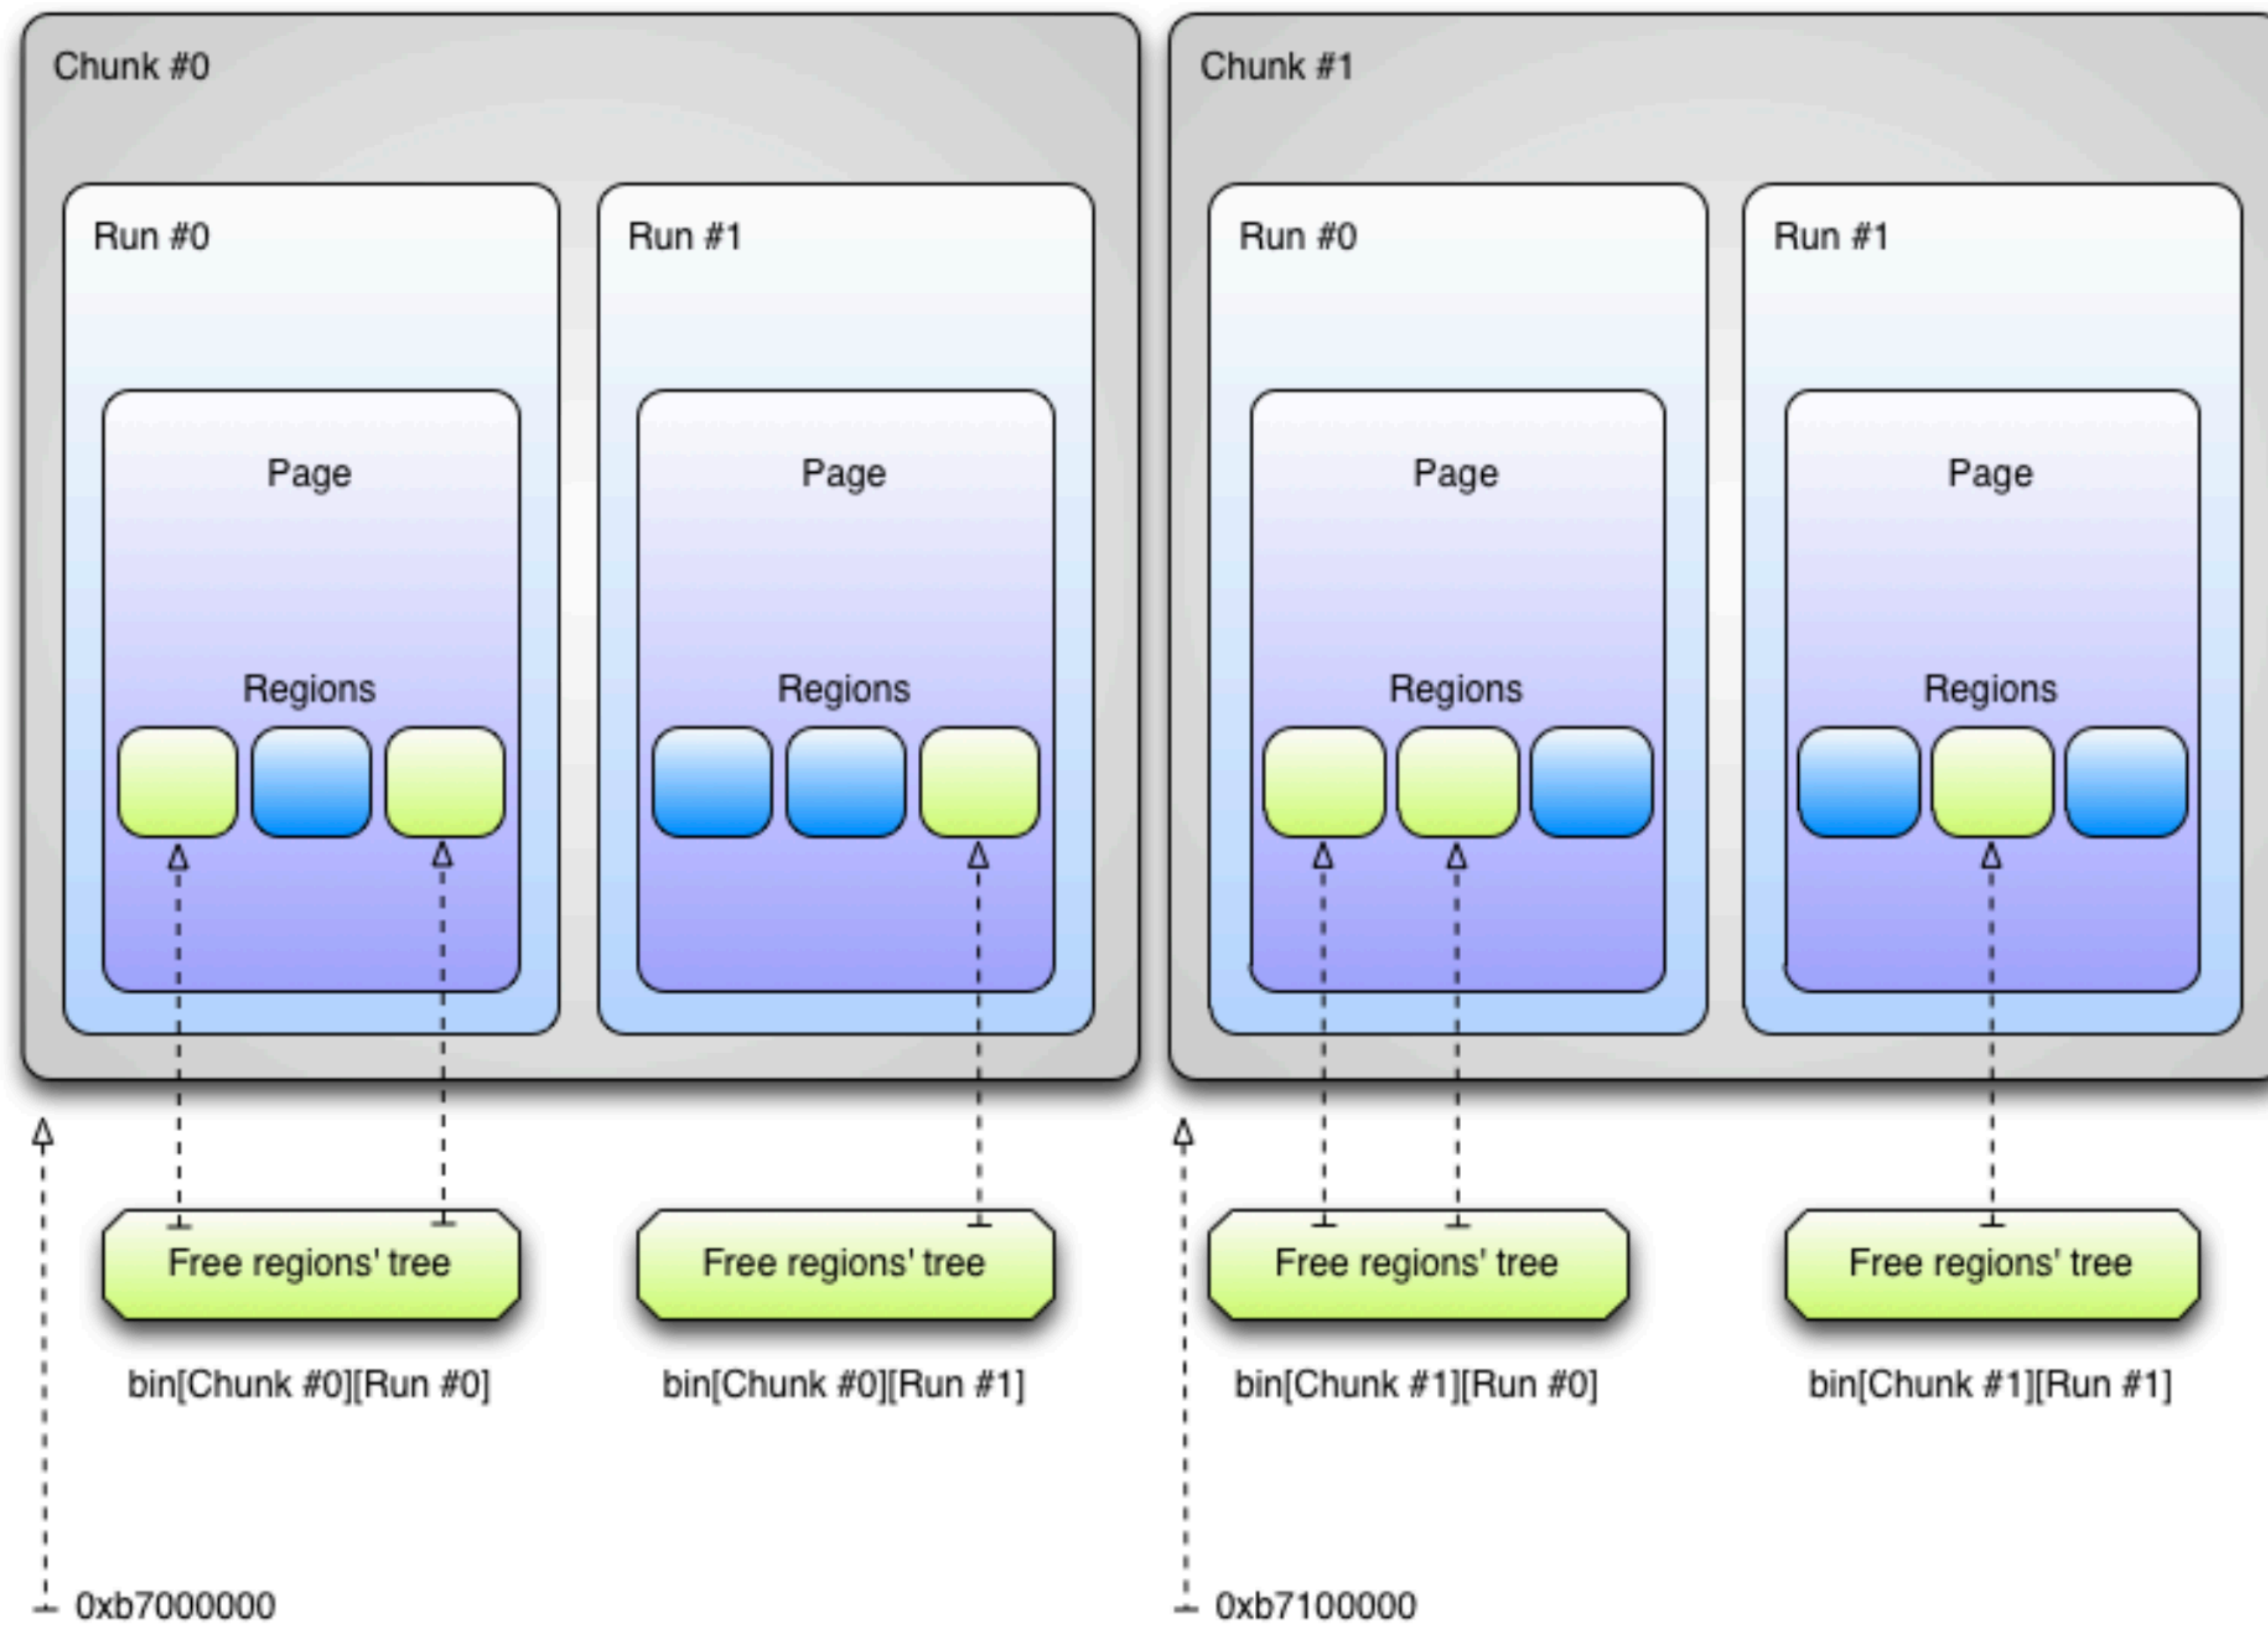 Chunk #0
Chunk #1
Run #0
Run #1
Run #0
Run #1
Page
Page
Page
Page
Regions
Regions
Regions
Regions
Free regions' tree
Free regions' tree
Free regions' tree
Free regions' tree
bin[Chunk #0][Run #0]
bin[Chunk #0][Run #1]
bin[Chunk #1][Run #0]
bin[Chunk #1][Run #1]
0xb7000000
0xb7100000